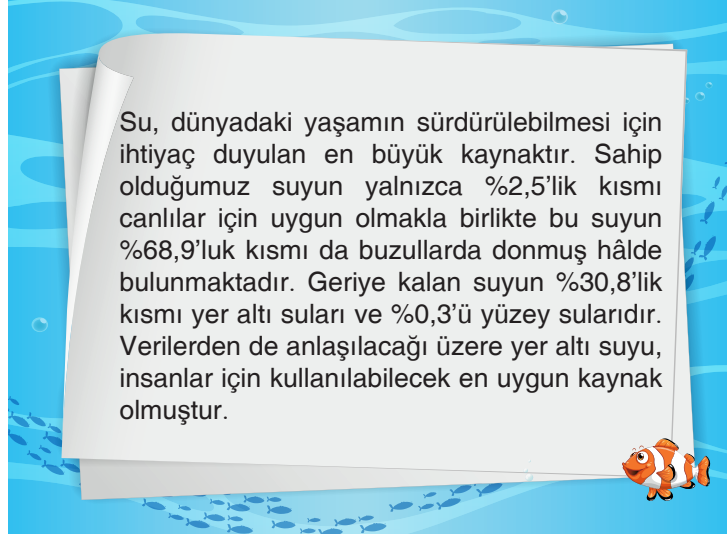 Su, dünyadaki yaşamın sürdürülebilmesi için
ihtiyaç duyulan en büyük kaynaktır. Sahip
olduğumuz suyun yalnızca %2,5’lik kısmı
canlılar için uygun olmakla birlikte bu suyun
%68,9’luk kısmı da buzullarda donmuş hâlde
bulunmaktadır. Geriye kalan suyun %30,8’lik
kısmı yer altı suları ve %0,3’ü yüzey sularıdır.
Verilerden de anlaşılacağı üzere yer altı suyu,
insanlar için kullanılabilecek en uygun kaynak
olmuştur.